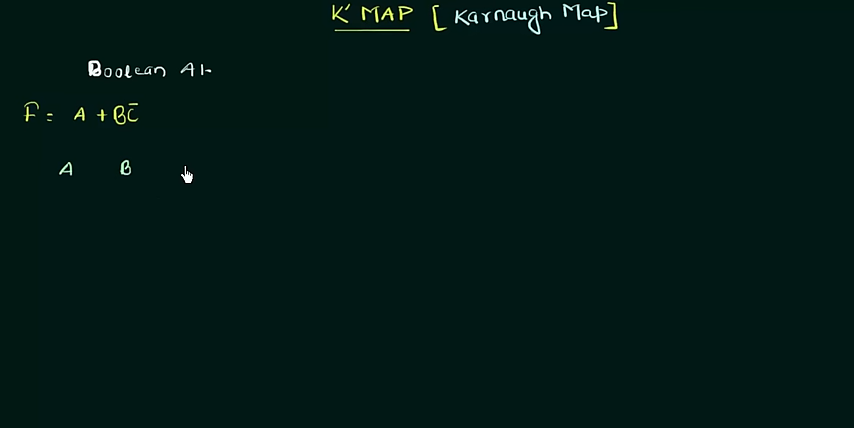 K' MAP [Karnaugh Map]
Boolean Al-
F = A + BC̅
A B